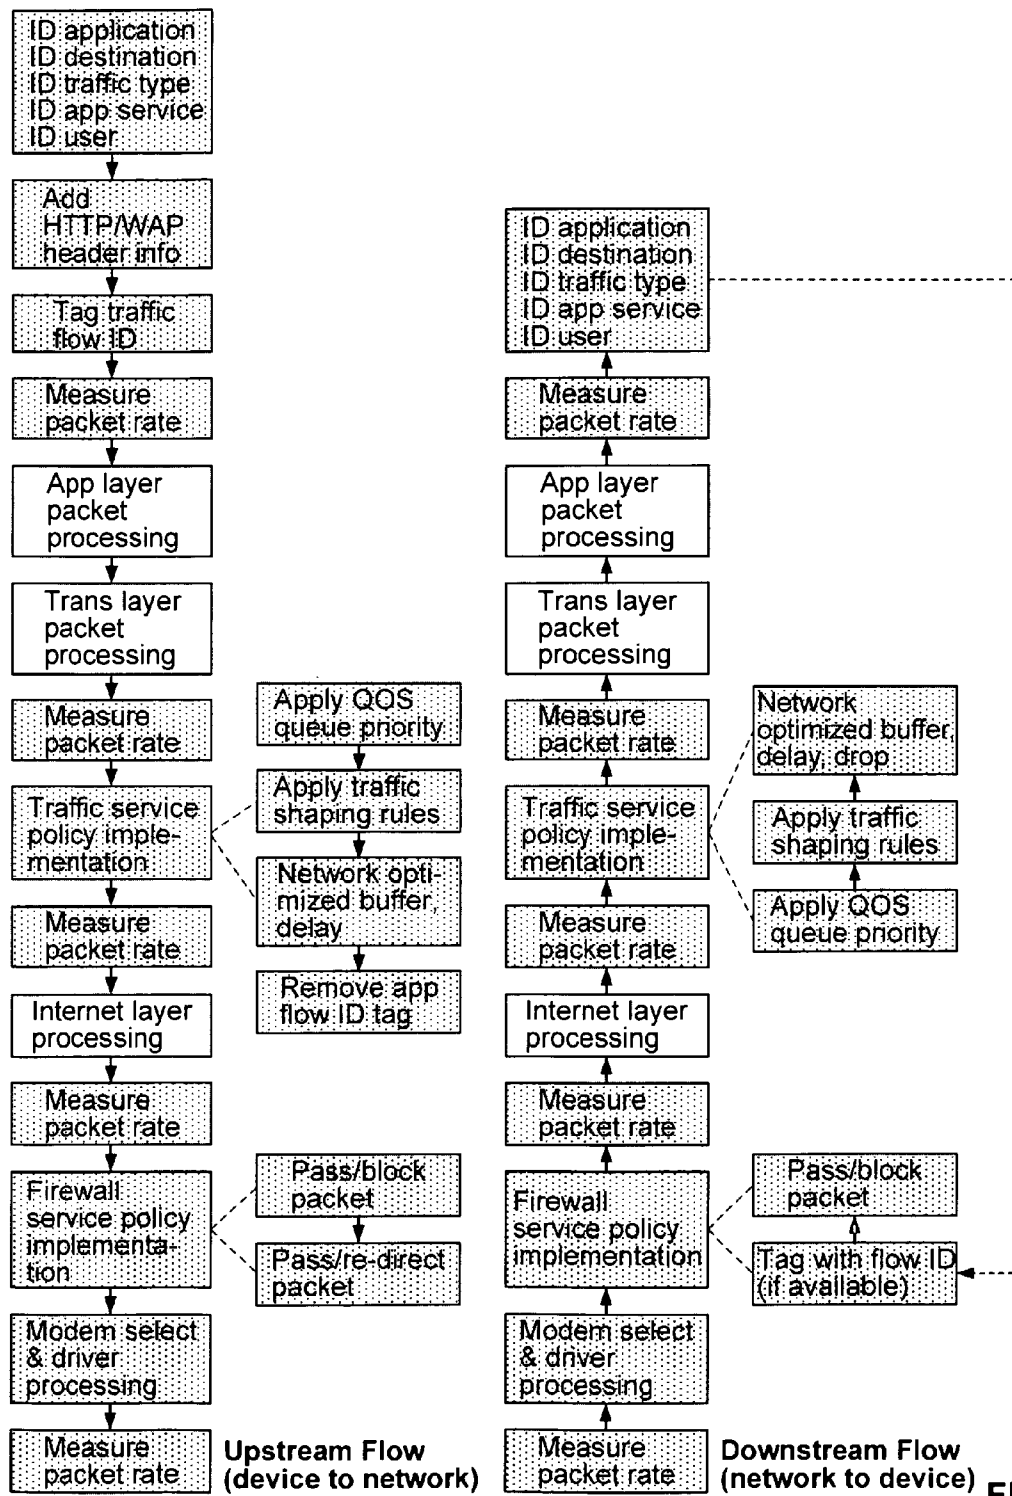 ID application
ID destination
ID traffic type
ID app service
ID user
Add
HTTP/WAP
header info
Tag traffic
flow ID
Measure
packet rate
App layer
packet
processing
Trans layer
packet
processing
Measure
packet rate
Traffic service
policy imple-
mentation
Measure
packet rate
Internet layer
processing
Measure
packet rate
Firewall
service policy
implementa-
tion
Modem select
& driver
processing
Measure
packet rate
Apply QOS
queue priority
Apply traffic
shaping rules
Network opti-
mized buffer,
delay
Remove app
flow ID tag
Pass/block
packet
Pass/re-direct
packet
Upstream Flow
(device to network)
ID application
ID destination
ID traffic type
ID app service
ID user
Measure
packet rate
App layer
packet
processing
Trans layer
packet
processing
Measure
packet rate
Traffic service
policy imple-
mentation
Measure
packet rate
Internet layer
processing
Measure
packet rate
Firewall
service policy
implementation
Modem select
& driver
processing
Measure
packet rate
Network
optimized buffer,
delay, drop
Apply traffic
shaping rules
Apply QOS
queue priority
Pass/block
packet
Tag with flow ID
(if available)
Downstream Flow
(network to device)